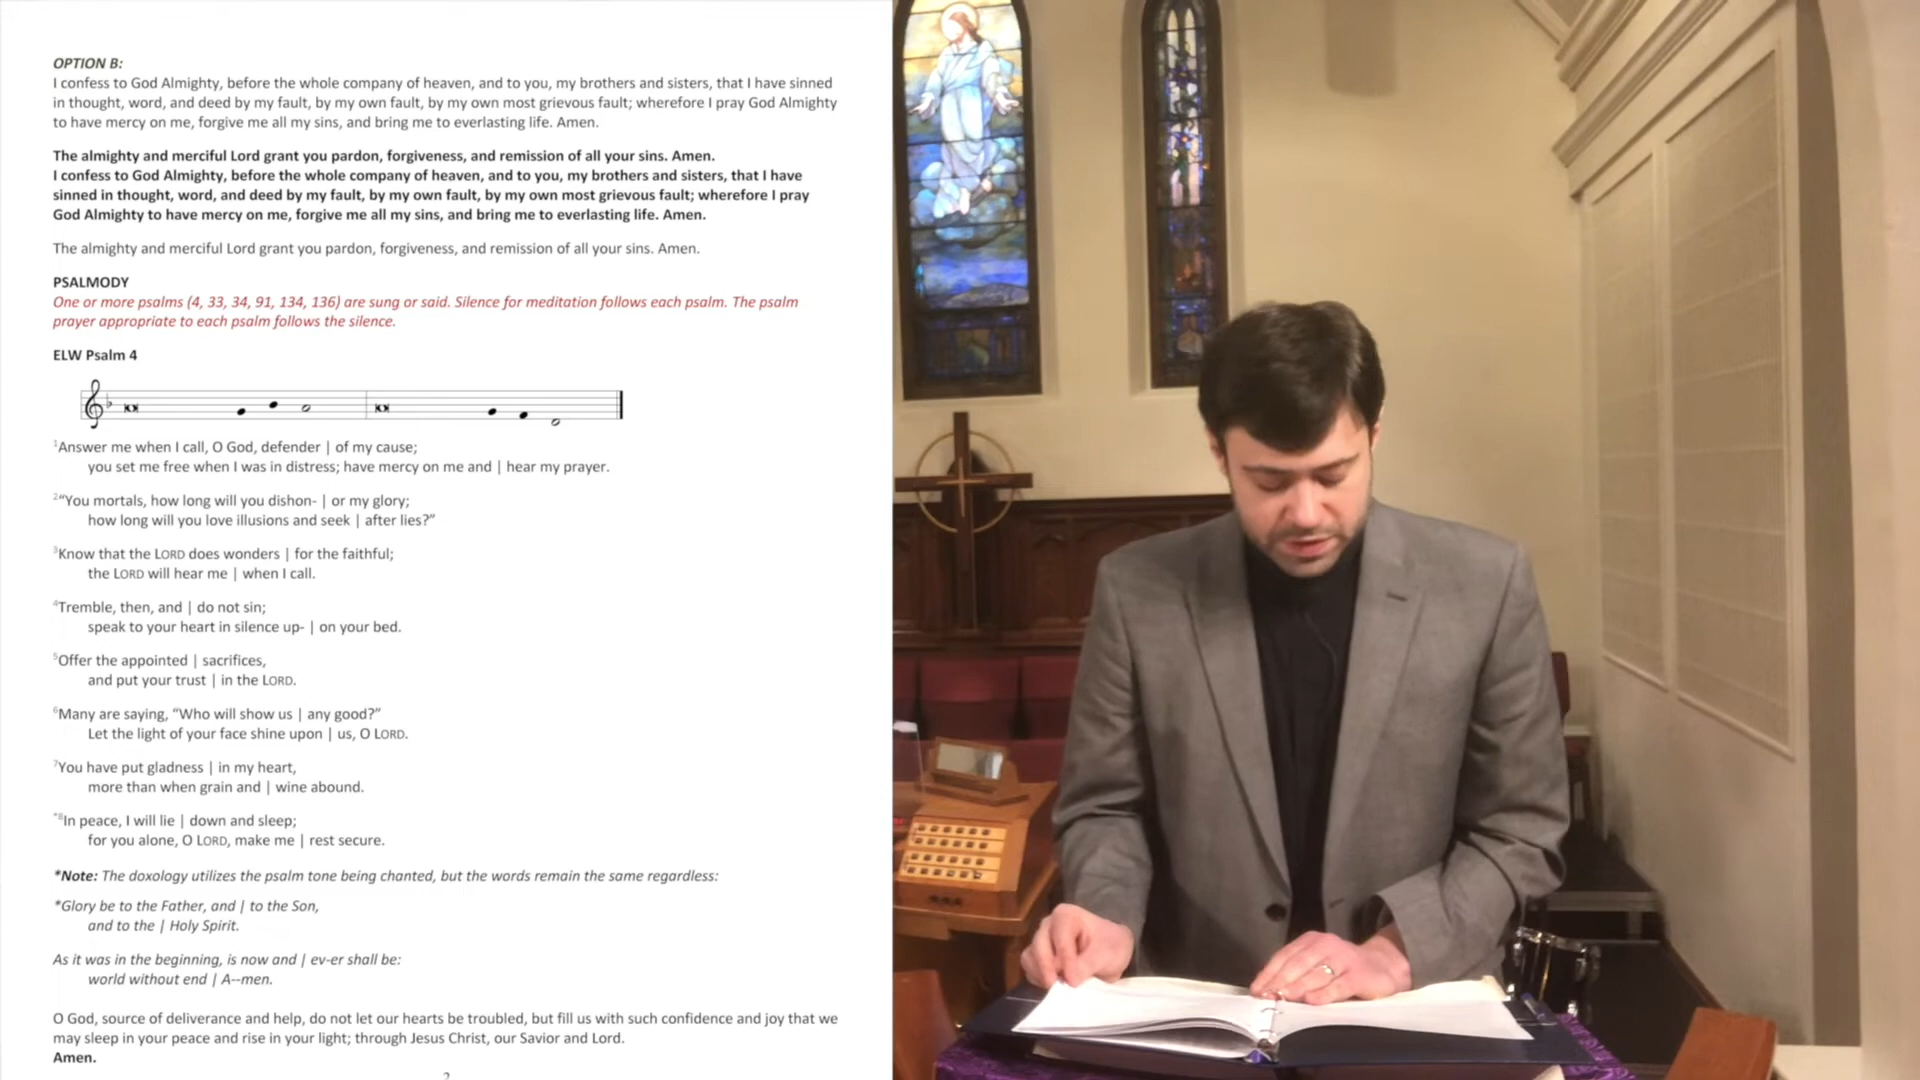 OPTION B:
I confess to God Almighty, before the whole company of heaven, and to you, my brothers and sisters, that I have sinned
in thought, word, and deed by my fault, by my own fault, by my own most grievous fault; wherefore I pray God Almighty
to have mercy on me, forgive me all my sins, and bring me to everlasting life. Amen.
The almighty and merciful Lord grant you pardon, forgiveness, and remission of all your sins. Amen.
I confess to God Almighty, before the whole company of heaven, and to you, my brothers and sisters, that I have
sinned in thought, word, and deed by my fault, by my own fault, by my own most grievous fault; wherefore I pray
God Almighty to have mercy on me, forgive me all my sins, and bring me to everlasting life. Amen.
The almighty and merciful Lord grant you pardon, forgiveness, and remission of all your sins. Amen.
PSALMODY
One or more psalms (4, 33, 34, 91, 134, 136) are sung or said. Silence for meditation follows each psalm. The psalm
prayer appropriate to each psalm follows the silence.
ELW Psalm 4
1Answer me when I call, O God, defender | of my cause;
you set me free when I was in distress; have mercy on me and | hear my prayer.
2“You mortals, how long will you dishon- | or my glory;
how long will you love illusions and seek | after lies?”
3Know that the LORD does wonders | for the faithful;
the LORD will hear me | when I call.
4Tremble, then, and | do not sin;
speak to your heart in silence up- | on your bed.
5Offer the appointed | sacrifices,
and put your trust | in the LORD.
6Many are saying, “Who will show us | any good?”
Let the light of your face shine upon | us, O LORD.
7You have put gladness | in my heart,
more than when grain and | wine abound.
*8In peace, I will lie | down and sleep;
for you alone, O LORD, make me | rest secure.
*Note: The doxology utilizes the psalm tone being chanted, but the words remain the same regardless:
*Glory be to the Father, and | to the Son,
and to the | Holy Spirit.
As it was in the beginning, is now and | ev-er shall be:
world without end | A--men.
O God, source of deliverance and help, do not let our hearts be troubled, but fill us with such confidence and joy that we
may sleep in your peace and rise in your light; through Jesus Christ, our Savior and Lord.
Amen.
2